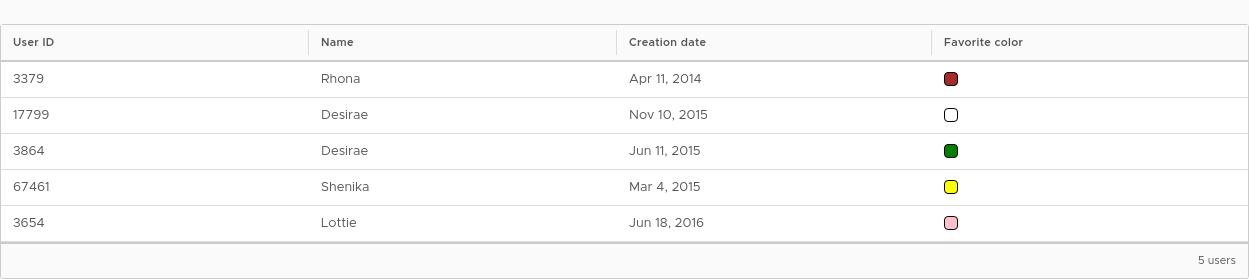 User ID Name Creation date Favorite color
3379 Rhona Apr 11, 2014
17799 Desirae Nov 10, 2015
3864 Desirae Jun 11, 2015
67461 Shenika Mar 4, 2015
3654 Lottie Jun 18, 2016
5 users